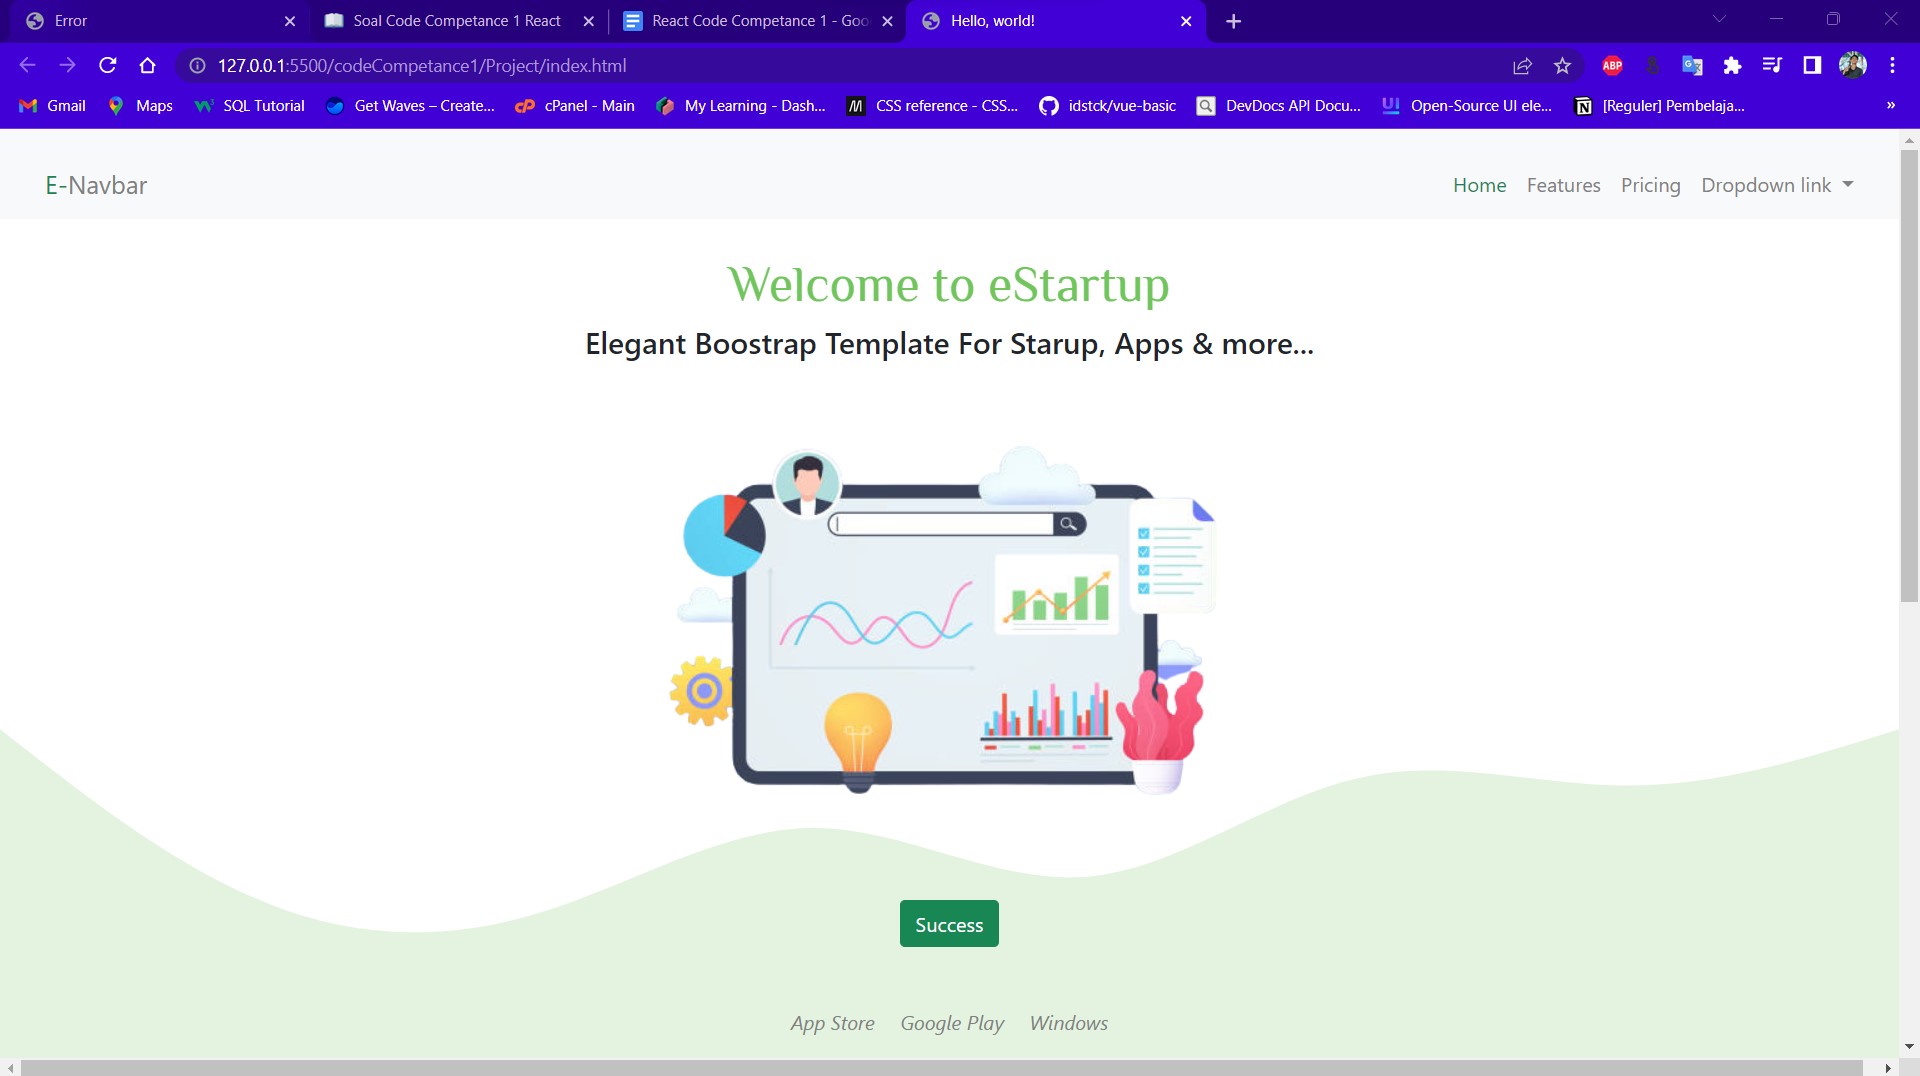 Error
Soal Code Competance 1 React
React Code Competance 1 - Goo
Hello, world!
127.0.0.1:5500/codeCompetance1/Project/index.html
ABP
Gmail
Maps
SQL Tutorial
Get Waves – Create...
cPanel - Main
My Learning - Dash...
CSS reference - CSS...
idstck/vue-basic
DevDocs API Docu...
Open-Source UI ele...
[Reguler] Pembelaja...
»
E-Navbar
Home
Features
Pricing
Dropdown link
Welcome to eStartup
Elegant Boostrap Template For Starup, Apps & more...
Success
App Store
Google Play
Windows